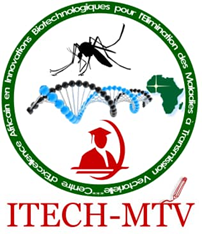 Centre d'Excellence Africain en Innovations Biotechnologiques pour l'Elimination des Maladies à Transmission Vectorielle
ITECH-MTV